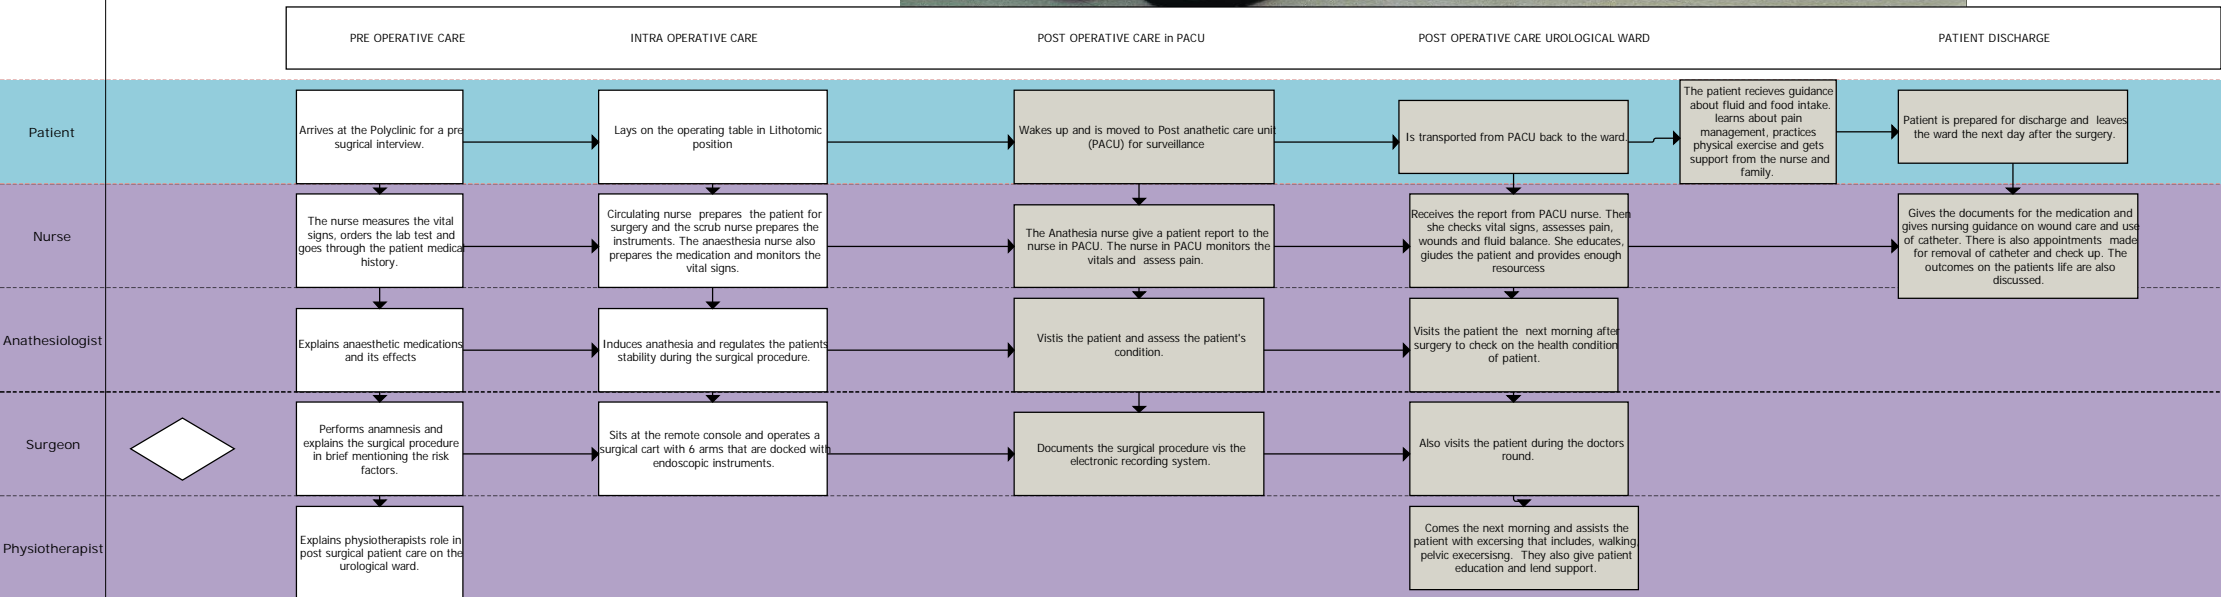 PRE OPERATIVE CARE
INTRA OPERATIVE CARE
POST OPERATIVE CARE in PACU
POST OPERATIVE CARE UROLOGICAL WARD
PATIENT DISCHARGE
Patient
Arrives at the Polyclinic for a pre
sugrical interview.
Lays on the operating table in Lithotomic
position
Wakes up and is moved to Post anathetic care unit
(PACU) for surveillance
Is transported from PACU back to the ward.
The patient recieves guidance
about fluid and food intake.
learns about pain
management, practices
physical exercise and gets
support from the nurse and
family.
Patient is prepared for discharge and leaves
the ward the next day after the surgery.
Nurse
The nurse measures the vital
signs, orders the lab test and
goes through the patient medical
history.
Circulating nurse prepares the patient for
surgery and the scrub nurse prepares the
instruments. The anaesthesia nurse also
prepares the medication and monitors the
vital signs.
The Anathesia nurse give a patient report to the
nurse in PACU. The nurse in PACU monitors the
vitals and assess pain.
Receives the report from PACU nurse. Then
she checks vital signs, assesses pain,
wounds and fluid balance. She educates,
giudes the patient and provides enough
resourcess
Gives the documents for the medication and
gives nursing guidance on wound care and use
of catheter. There is also appointments made
for removal of catheter and check up. The
outcomes on the patients life are also
discussed.
Anathesiologist
Explains anaesthetic medications
and its effects
Induces anathesia and regulates the patients
stability during the surgical procedure.
Vistis the patient and assess the patient's
condition.
Visits the patient the next morning after
surgery to check on the health condition
of patient.
Surgeon
Performs anamnesis and
explains the surgical procedure
in brief mentioning the risk
factors.
Sits at the remote console and operates a
surgical cart with 6 arms that are docked with
endoscopic instruments.
Documents the surgical procedure vis the
electronic recording system.
Also visits the patient during the doctors
round.
Physiotherapist
Explains physiotherapists role in
post surgical patient care on the
urological ward.
Comes the next morning and assists the
patient with excersing that includes, walking,
pelvic execersisng. They also give patient
education and lend support.